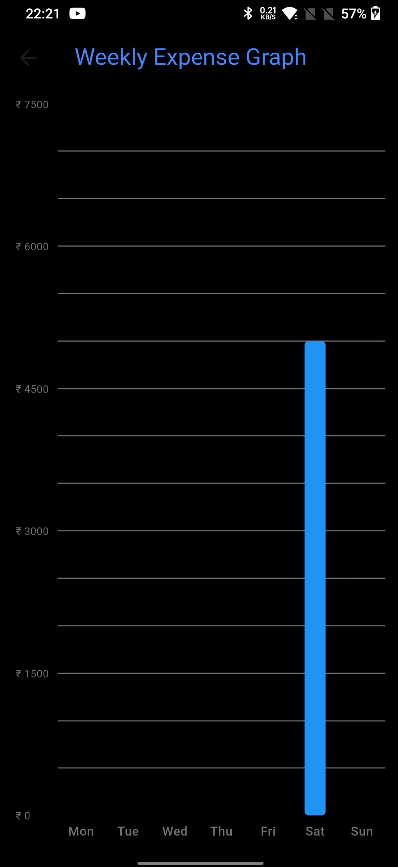 22:21 0.21 KB/S 57%
Weekly Expense Graph
₹ 7500
₹ 6000
₹ 4500
₹ 3000
₹ 1500
₹ 0
Mon Tue Wed Thu Fri Sat Sun